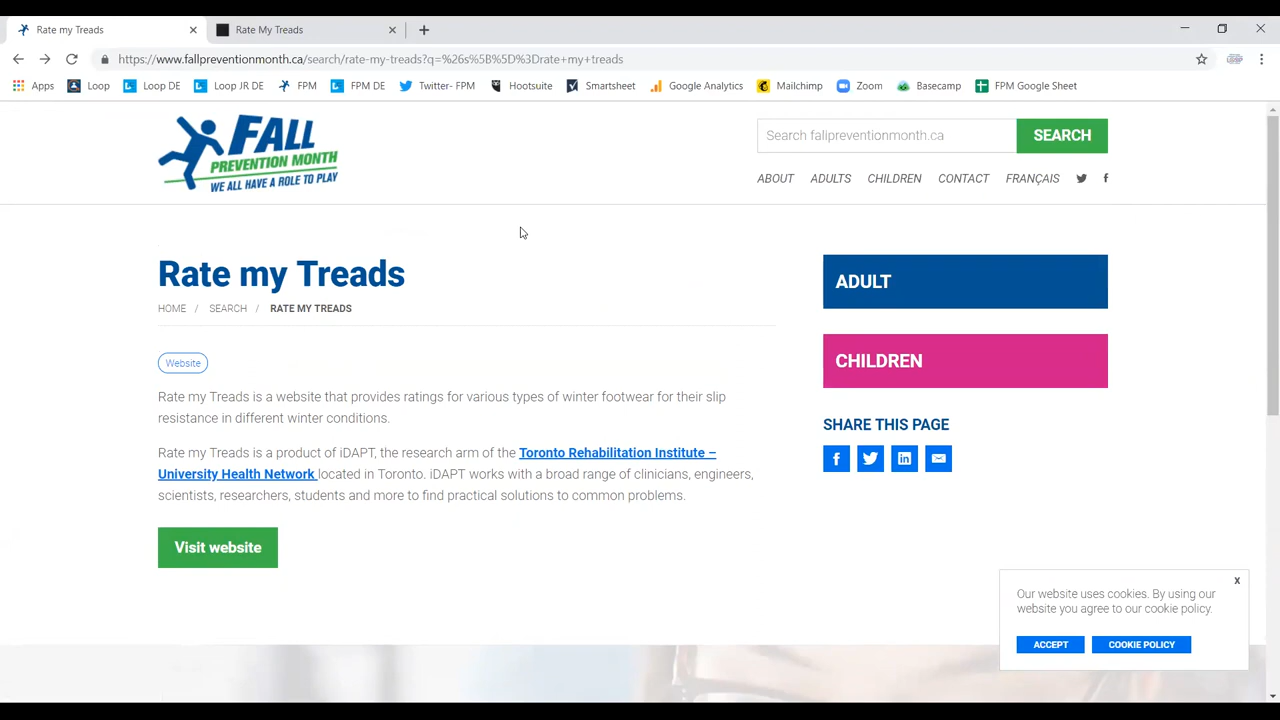 Rate my Treads
Rate My Treads
https://www.fallpreventionmonth.ca/search/rate-my-treads?q=%26s%5B%5D%3Drate+my+treads
Apps Loop Loop DE Loop JR DE FPM FPM DE Twitter- FPM Hootsuite Smartsheet Google Analytics Mailchimp Zoom Basecamp FPM Google Sheet
FALL
PREVENTION MONTH
WE ALL HAVE A ROLE TO PLAY
Search fallpreventionmonth.ca SEARCH
ABOUT ADULTS CHILDREN CONTACT FRANÇAIS
Rate my Treads
HOME / SEARCH / RATE MY TREADS
Website
Rate my Treads is a website that provides ratings for various types of winter footwear for their slip
resistance in different winter conditions.
Rate my Treads is a product of iDAPT, the research arm of the Toronto Rehabilitation Institute –
University Health Network located in Toronto. iDAPT works with a broad range of clinicians, engineers,
scientists, researchers, students and more to find practical solutions to common problems.
Visit website
ADULT
CHILDREN
SHARE THIS PAGE
Our website uses cookies. By using our
website you agree to our cookie policy.
ACCEPT COOKIE POLICY